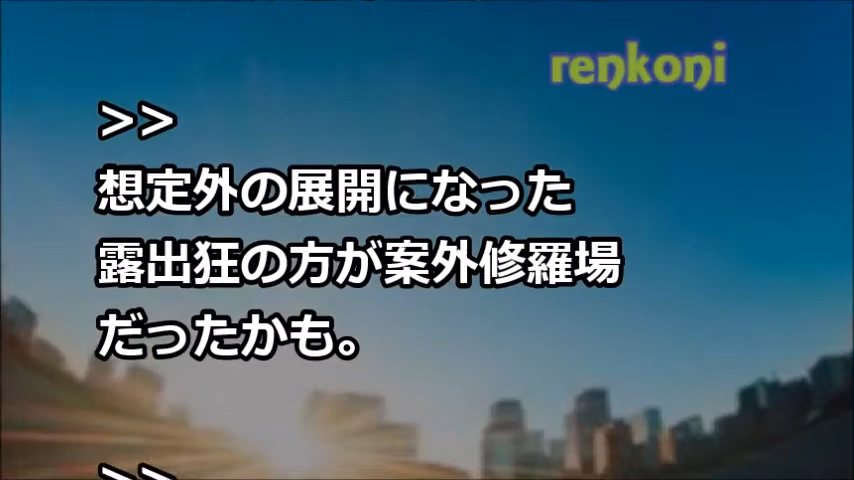 renkoni
>>
想定外の展開になった
露出狂の方が案外修羅場
だったかも。
>>